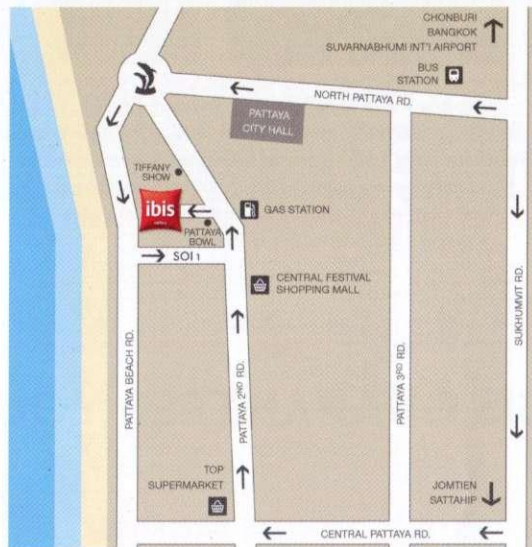 CHONBURI
BANGKOK
SUVARNABHUMI INT'L AIRPORT
BUS
STATION
NORTH PATTAYA RD.
PATTAYA
CITY HALL
TIFFANY
SHOW
ibis
GAS STATION
PATTAYA
BOWL
SOI 1
CENTRAL FESTIVAL
SHOPPING MALL
SUKHUMVIT RD.
PATTAYA BEACH RD.
PATTAYA 2ND RD.
PATTAYA 3RD RD.
TOP
SUPERMARKET
JOMTIEN
SATTAHIP
CENTRAL PATTAYA RD.